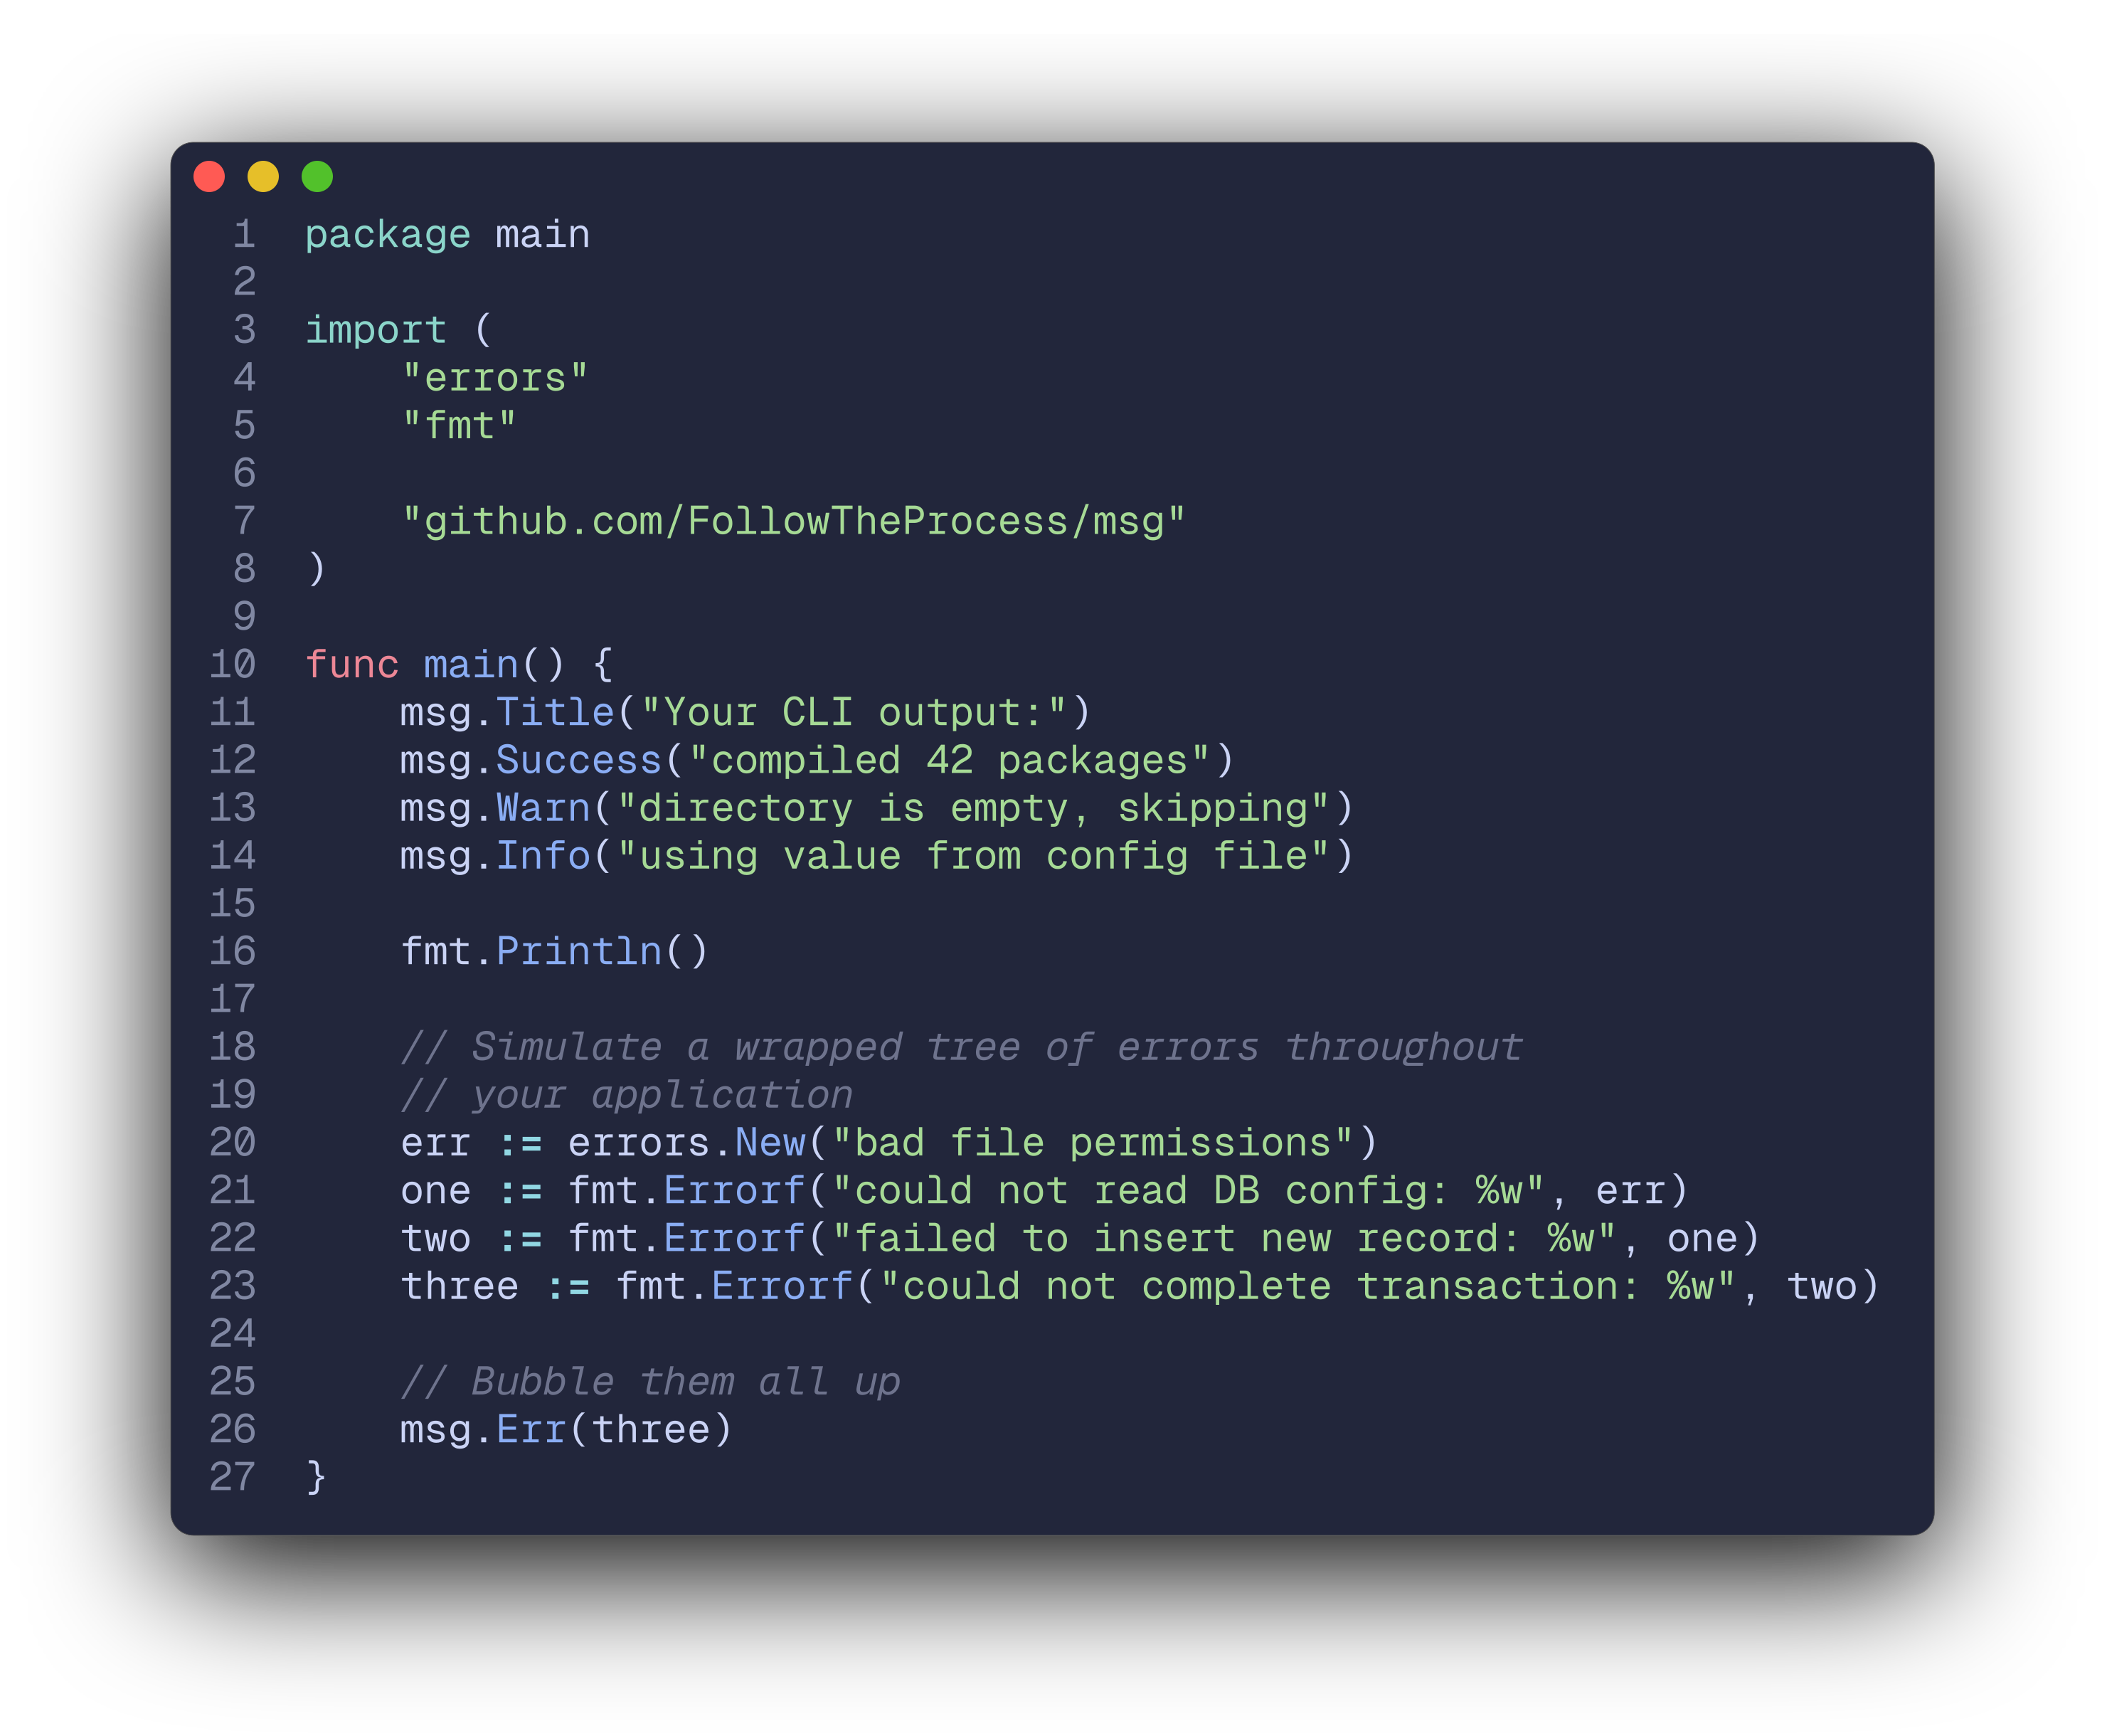 1 package main
2
3 import (
4     "errors"
5     "fmt"
6
7     "github.com/FollowTheProcess/msg"
8 )
9
10 func main() {
11     msg.Title("Your CLI output:")
12     msg.Success("compiled 42 packages")
13     msg.Warn("directory is empty, skipping")
14     msg.Info("using value from config file")
15
16     fmt.Println()
17
18     // Simulate a wrapped tree of errors throughout
19     // your application
20     err := errors.New("bad file permissions")
21     one := fmt.Errorf("could not read DB config: %w", err)
22     two := fmt.Errorf("failed to insert new record: %w", one)
23     three := fmt.Errorf("could not complete transaction: %w", two)
24
25     // Bubble them all up
26     msg.Err(three)
27 }